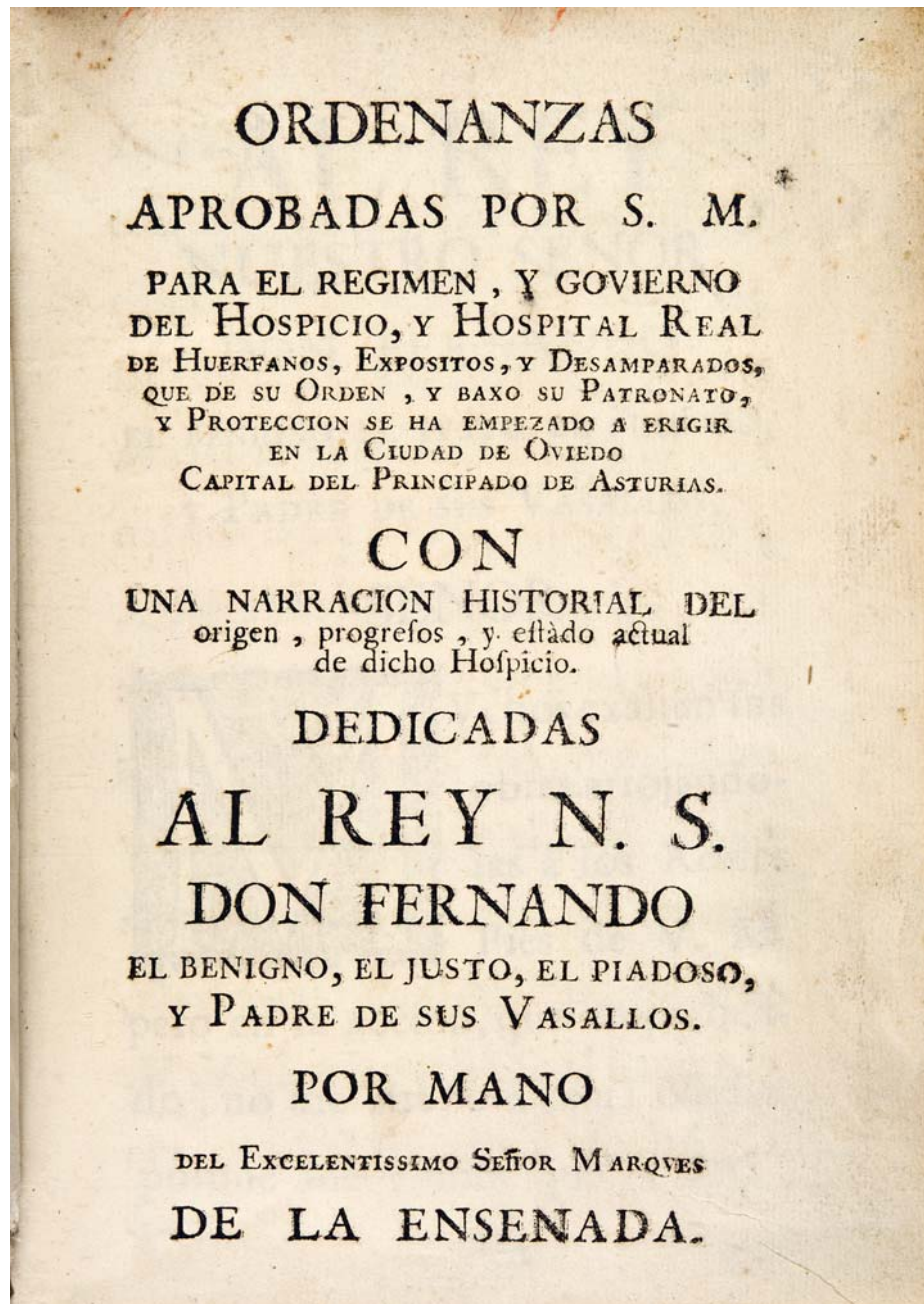 ORDENANZAS
APROBADAS POR S. M.
PARA EL REGIMEN , Y GOVIERNO
DEL HOSPICIO, Y HOSPITAL REAL
DE HUERFANOS, EXPOSITOS, Y DESAMPARADOS,
QUE DE SU ORDEN , Y BAXO SU PATRONATO,
Y PROTECCION SE HA EMPEZADO A ERIGIR
EN LA CIUDAD DE OVIEDO
CAPITAL DEL PRINCIPADO DE ASTURIAS.
CON
UNA NARRACION HISTORIAL DEL
origen , progreſos , y eſtàdo actual
de dicho Hoſpicio.
DEDICADAS
AL REY N. S.
DON FERNANDO
EL BENIGNO, EL JUSTO, EL PIADOSO,
Y PADRE DE SUS VASALLOS.
POR MANO
DEL EXCELENTISSIMO SEñOR MARQVES
DE LA ENSENADA.